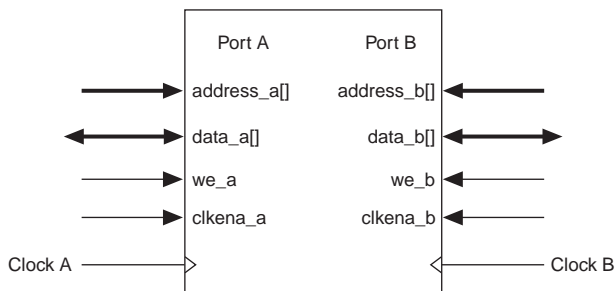 Port A Port B
address_a[] address_b[]
data_a[] data_b[]
we_a we_b
clkena_a clkena_b
Clock A Clock B